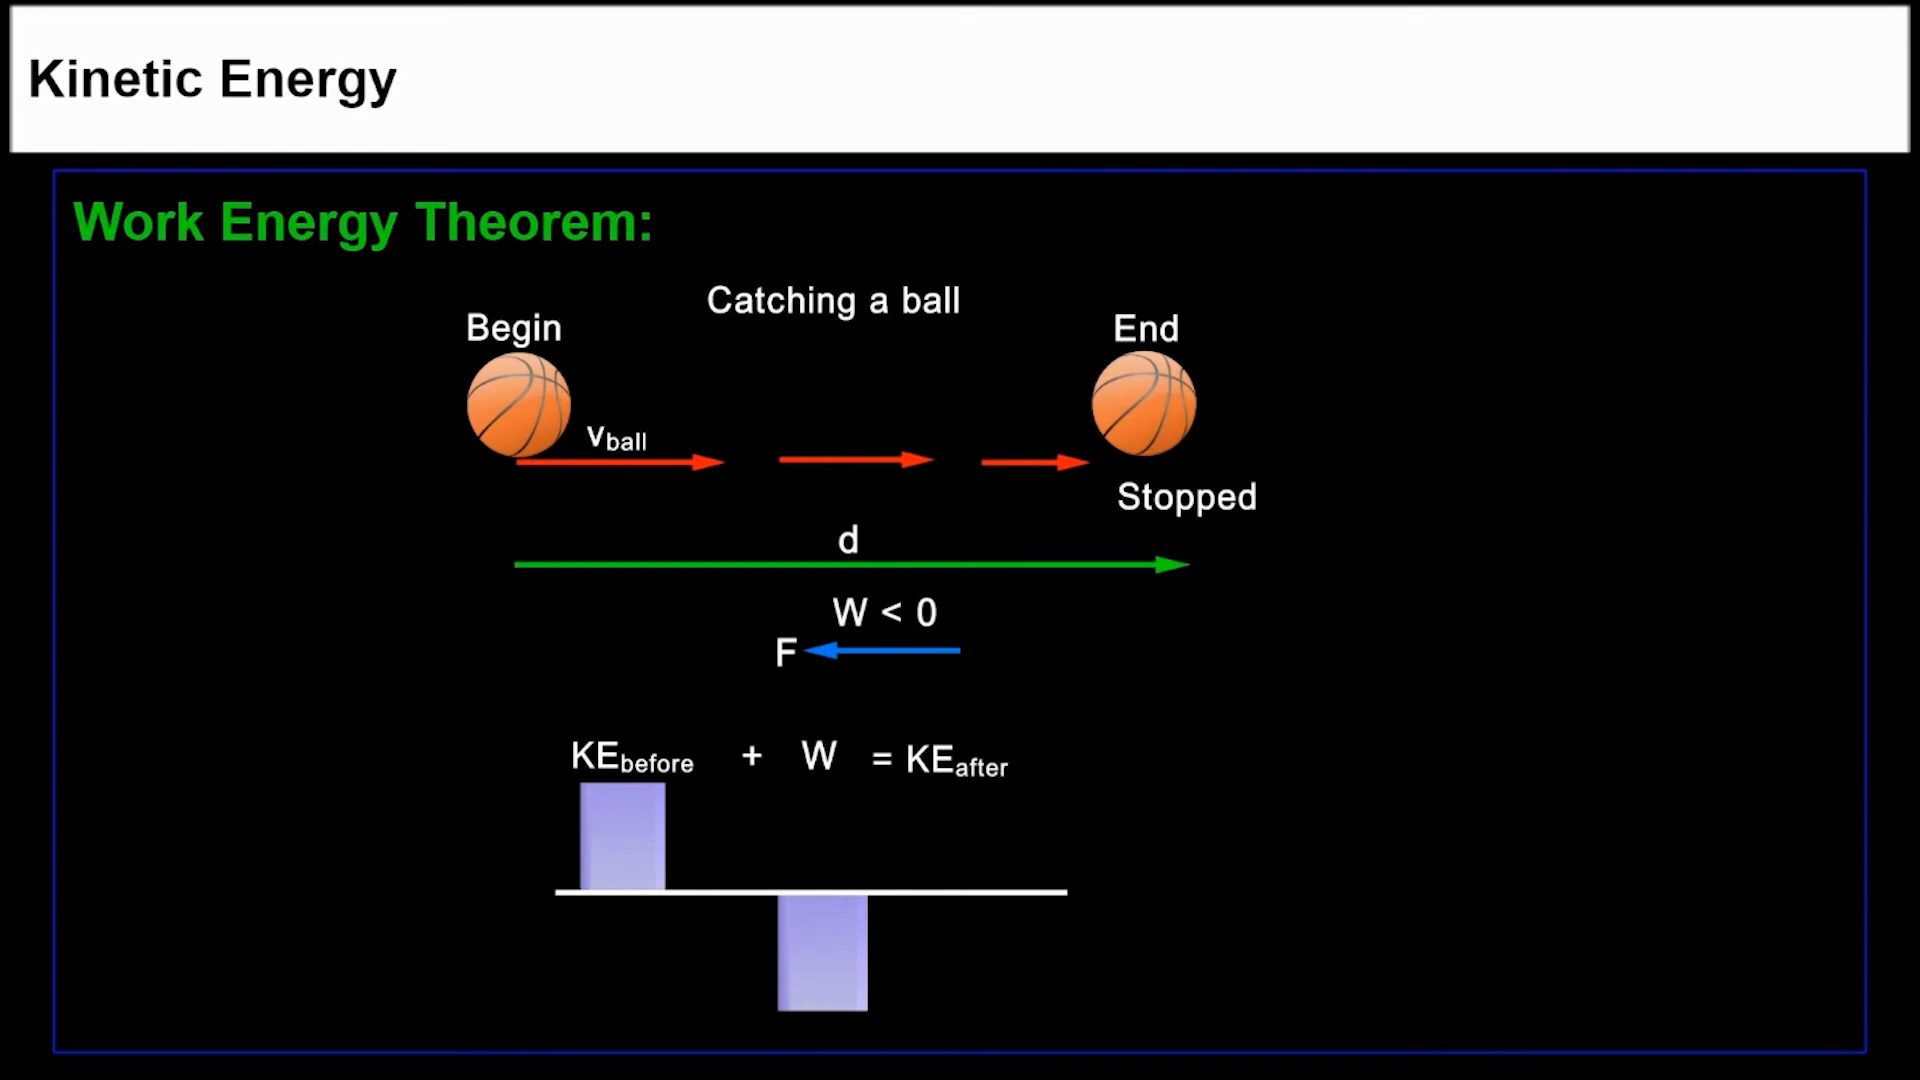 Kinetic Energy
Work Energy Theorem:
Catching a ball
Begin
End
vball
Stopped
d
W < 0
F
KEbefore + W = KEafter